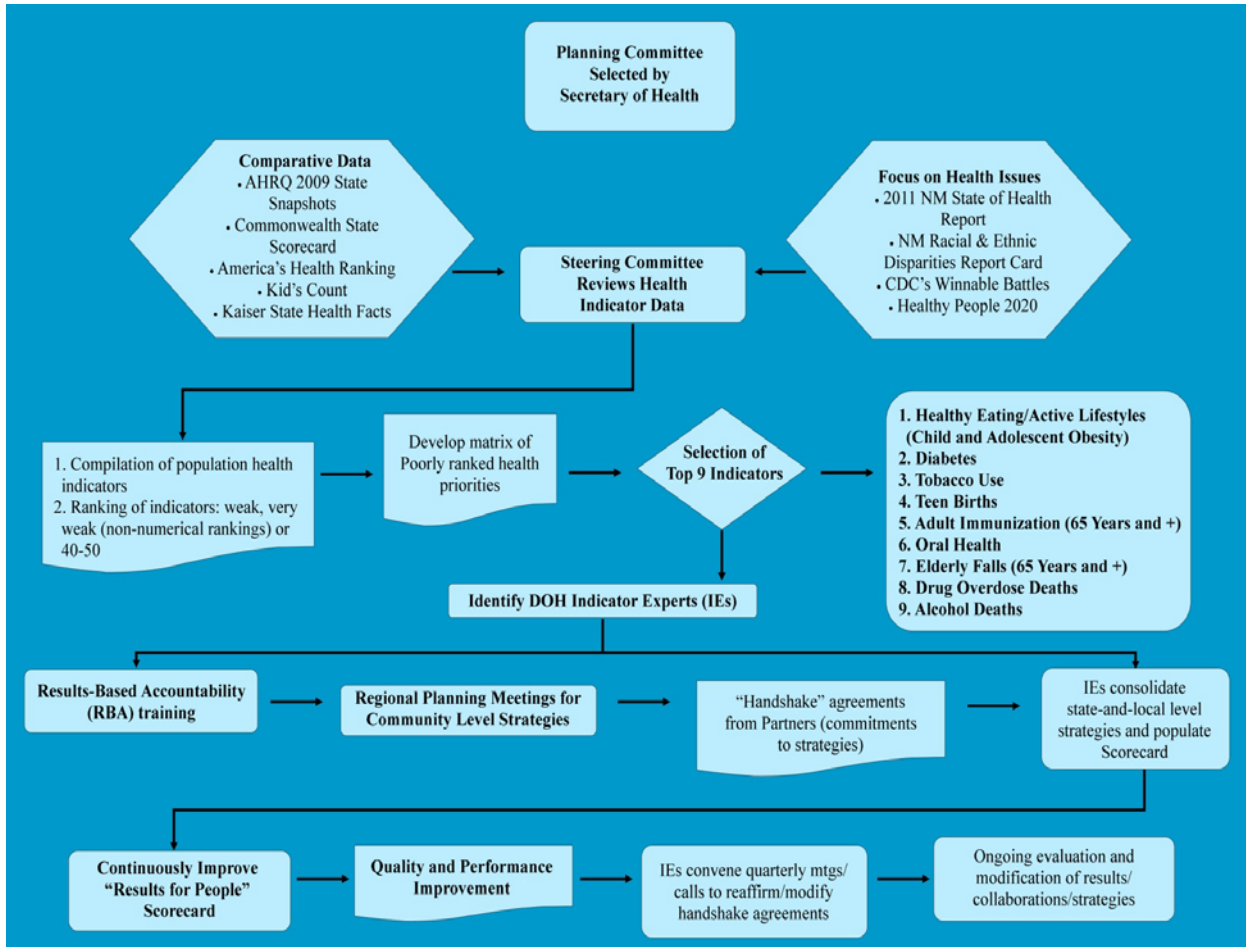 Planning Committee
Selected by
Secretary of Health
Comparative Data
• AHRQ 2009 State
Snapshots
• Commonwealth State
Scorecard
• America's Health Ranking
• Kid's Count
• Kaiser State Health Facts
Focus on Health Issues
• 2011 NM State of Health
Report
• NM Racial & Ethnic
Disparities Report Card
• CDC's Winnable Battles
• Healthy People 2020
Steering Committee
Reviews Health
Indicator Data
1. Compilation of population health
indicators
2. Ranking of indicators: weak, very
weak (non-numerical rankings) or
40-50
Develop matrix of
Poorly ranked health
priorities
Selection of
Top 9 Indicators
1. Healthy Eating/Active Lifestyles
(Child and Adolescent Obesity)
2. Diabetes
3. Tobacco Use
4. Teen Births
5. Adult Immunization (65 Years and +)
6. Oral Health
7. Elderly Falls (65 Years and +)
8. Drug Overdose Deaths
9. Alcohol Deaths
Identify DOH Indicator Experts (IEs)
Results-Based Accountability
(RBA) training
Regional Planning Meetings for
Community Level Strategies
“Handshake” agreements
from Partners (commitments
to strategies)
IEs consolidate
state-and-local level
strategies and populate
Scorecard
Continuously Improve
“Results for People”
Scorecard
Quality and Performance
Improvement
IEs convene quarterly mtgs/
calls to reaffirm/modify
handshake agreements
Ongoing evaluation and
modification of results/
collaborations/strategies